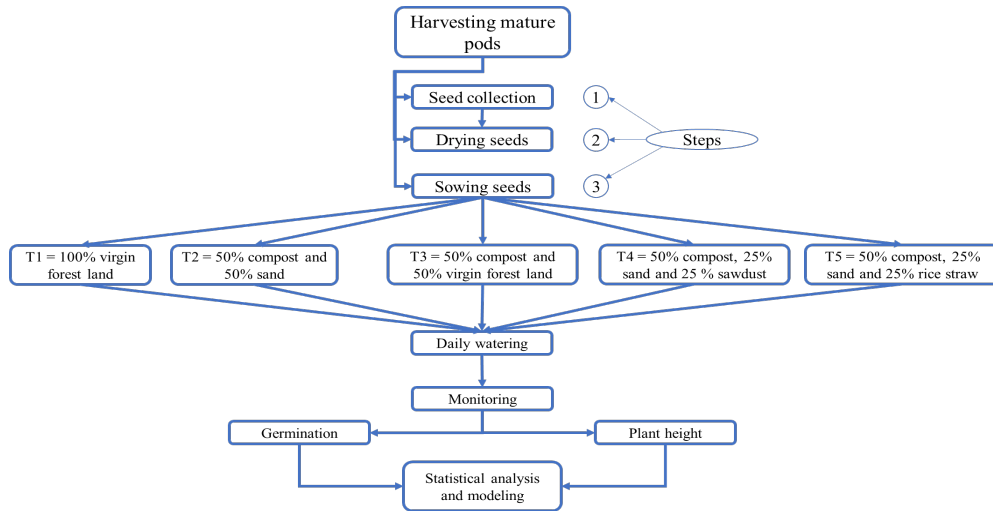 Harvesting mature
pods
Seed collection
1
Drying seeds
2
Steps
Sowing seeds
3
T1 = 100% virgin
forest land
T2 = 50% compost and
50% sand
T3 = 50% compost and
50% virgin forest land
T4 = 50% compost, 25%
sand and 25 % sawdust
T5 = 50% compost, 25%
sand and 25% rice straw
Daily watering
Monitoring
Germination
Plant height
Statistical analysis
and modeling